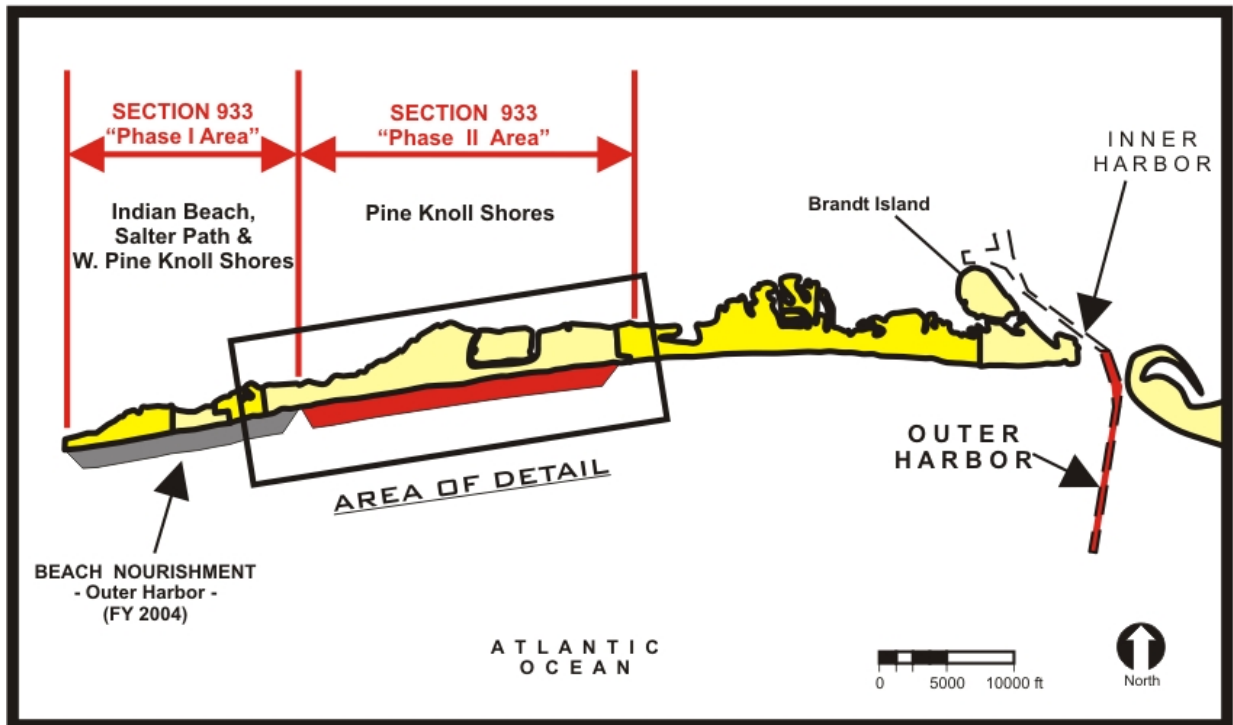 SECTION 933
“Phase I Area”
SECTION 933
“Phase II Area”
Indian Beach,
Salter Path &
W. Pine Knoll Shores
Pine Knoll Shores
INNER
HARBOR
Brandt Island
OUTER
HARBOR
AREA OF DETAIL
BEACH NOURISHMENT
- Outer Harbor -
(FY 2004)
ATLANTIC
OCEAN
0 5000 10000 ft
North